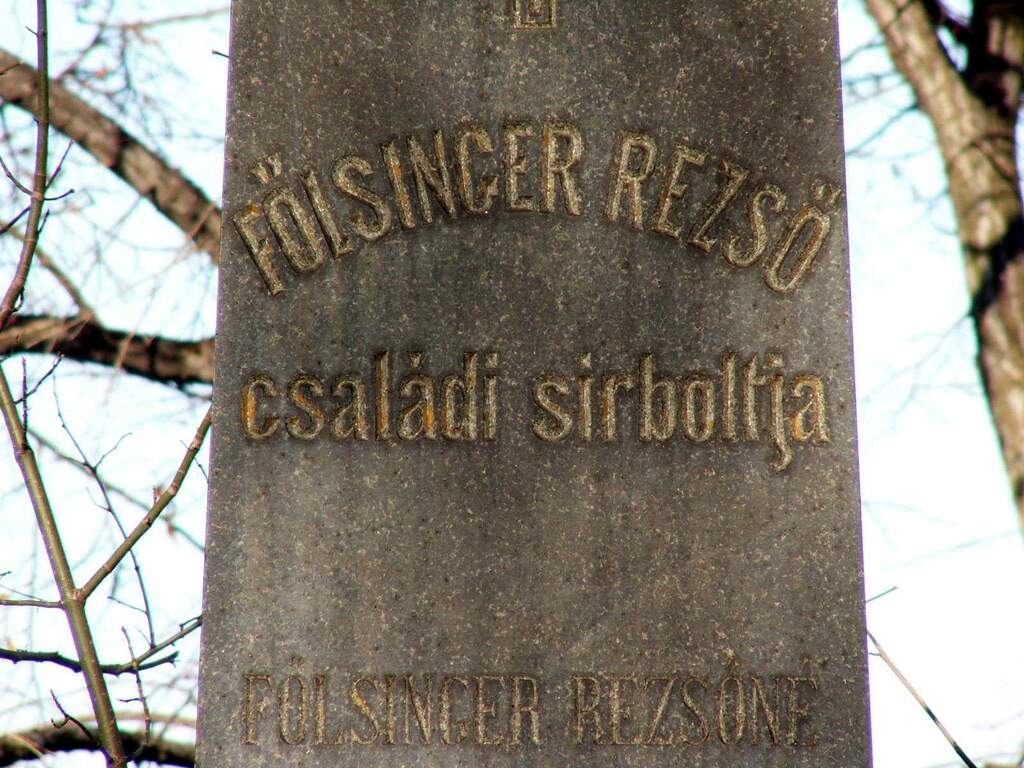 FÖLSINGER REZSŐ
családi sirboltja
FÖLSINGER REZSŐNÉ